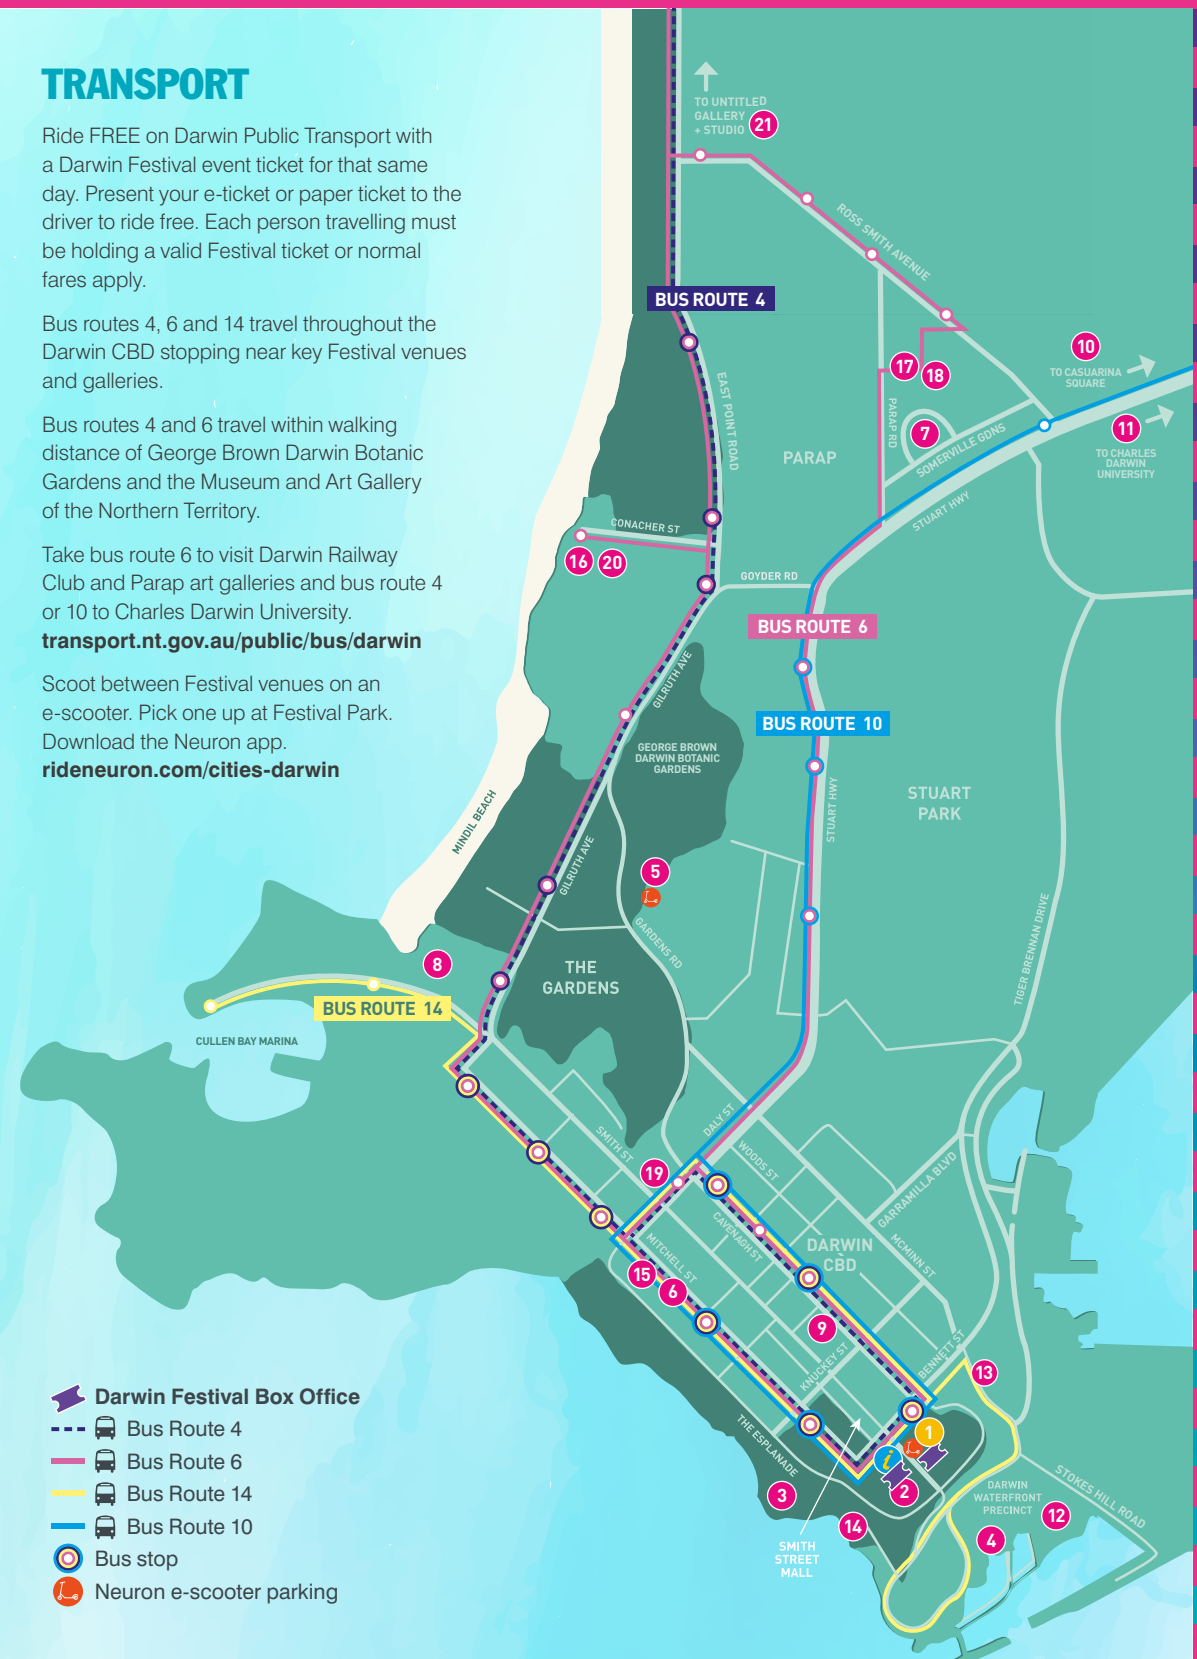 TRANSPORT
Ride FREE on Darwin Public Transport with
a Darwin Festival event ticket for that same
day. Present your e-ticket or paper ticket to the
driver to ride free. Each person travelling must
be holding a valid Festival ticket or normal
fares apply.
Bus routes 4, 6 and 14 travel throughout the
Darwin CBD stopping near key Festival venues
and galleries.
Bus routes 4 and 6 travel within walking
distance of George Brown Darwin Botanic
Gardens and the Museum and Art Gallery
of the Northern Territory.
Take bus route 6 to visit Darwin Railway
Club and Parap art galleries and bus route 4
or 10 to Charles Darwin University.
transport.nt.gov.au/public/bus/darwin
Scoot between Festival venues on an
e-scooter. Pick one up at Festival Park.
Download the Neuron app.
rideneuron.com/cities-darwin
TO UNTITLED
GALLERY
+ STUDIO
21
ROSS SMITH AVENUE
BUS ROUTE 4
10
TO CASUARINA
SQUARE
17
18
EAST POINT ROAD
PARAP RD
7
11
TO CHARLES
DARWIN
UNIVERSITY
SOMERVILLE GDNS
PARAP
STUART HWY
CONACHER ST
16
20
GOYDER RD
BUS ROUTE 6
GILRUTH AVE
BUS ROUTE 10
GEORGE BROWN
DARWIN BOTANIC
GARDENS
STUART HWY
STUART
PARK
MINDIL BEACH
GILRUTH AVE
5
GARDENS RD
TIGER BRENNAN DRIVE
8
THE
GARDENS
BUS ROUTE 14
CULLEN BAY MARINA
SMITH ST
DALY ST
WOODS ST
19
GARRAMILLA BLVD
CAVENAGH ST
DARWIN
CBD
MCMINN ST
MITCHELL ST
15
6
9
KNUCKEY ST
BENNETT ST
13
THE ESPLANADE
1
i
2
3
14
SMITH
STREET
MALL
DARWIN
WATERFRONT
PRECINCT
STOKES HILL ROAD
12
4
Darwin Festival Box Office
Bus Route 4
Bus Route 6
Bus Route 14
Bus Route 10
Bus stop
Neuron e-scooter parking